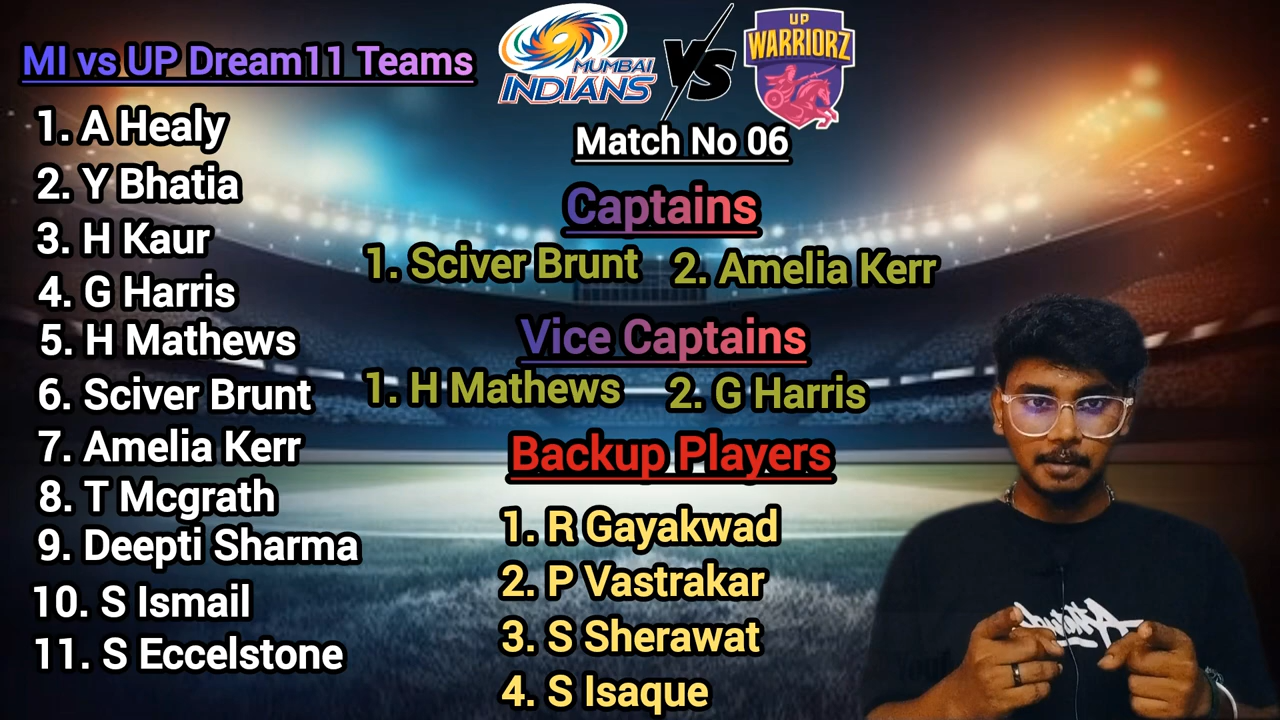 MI vs UP Dream11 Teams
1. A Healy
2. Y Bhatia
3. H Kaur
4. G Harris
5. H Mathews
6. Sciver Brunt
7. Amelia Kerr
8. T Mcgrath
9. Deepti Sharma
10. S Ismail
11. S Eccelstone
MUMBAI
INDIANS
VS
UP
WARRIORZ
Match No 06
Captains
1. Sciver Brunt 2. Amelia Kerr
Vice Captains
1. H Mathews 2. G Harris
Backup Players
1. R Gayakwad
2. P Vastrakar
3. S Sherawat
4. S Isaque